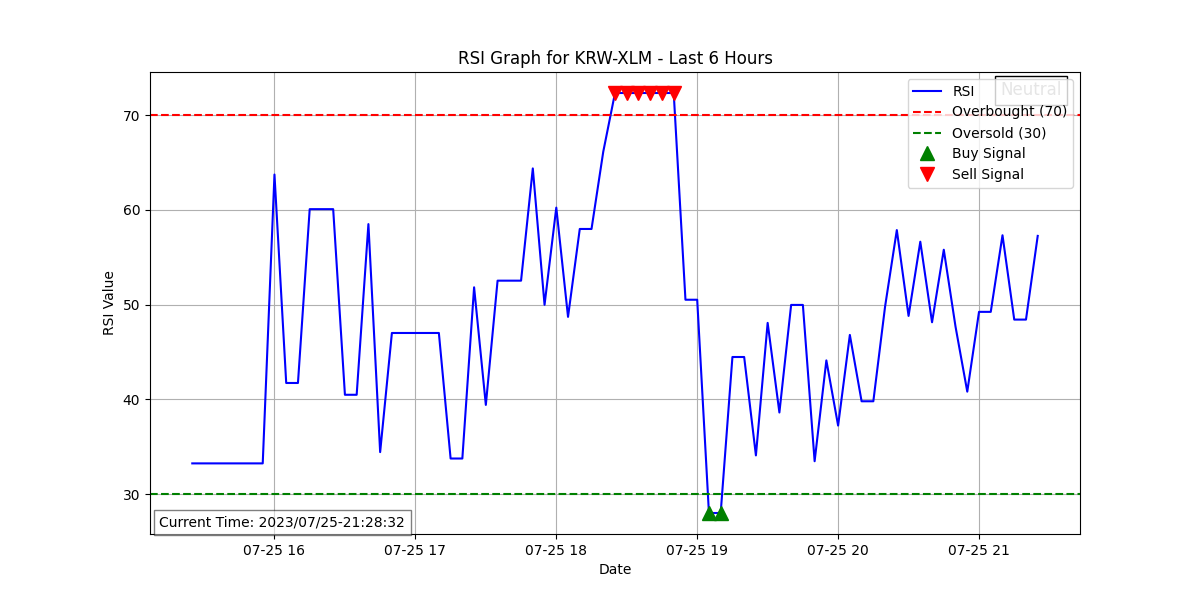 RSI Graph for KRW-XLM - Last 6 Hours
Neutral
RSI
Overbought (70)
Oversold (30)
Buy Signal
Sell Signal
RSI Value
70
60
50
40
30
Current Time: 2023/07/25-21:28:32
07-25 16
07-25 17
07-25 18
07-25 19
07-25 20
07-25 21
Date